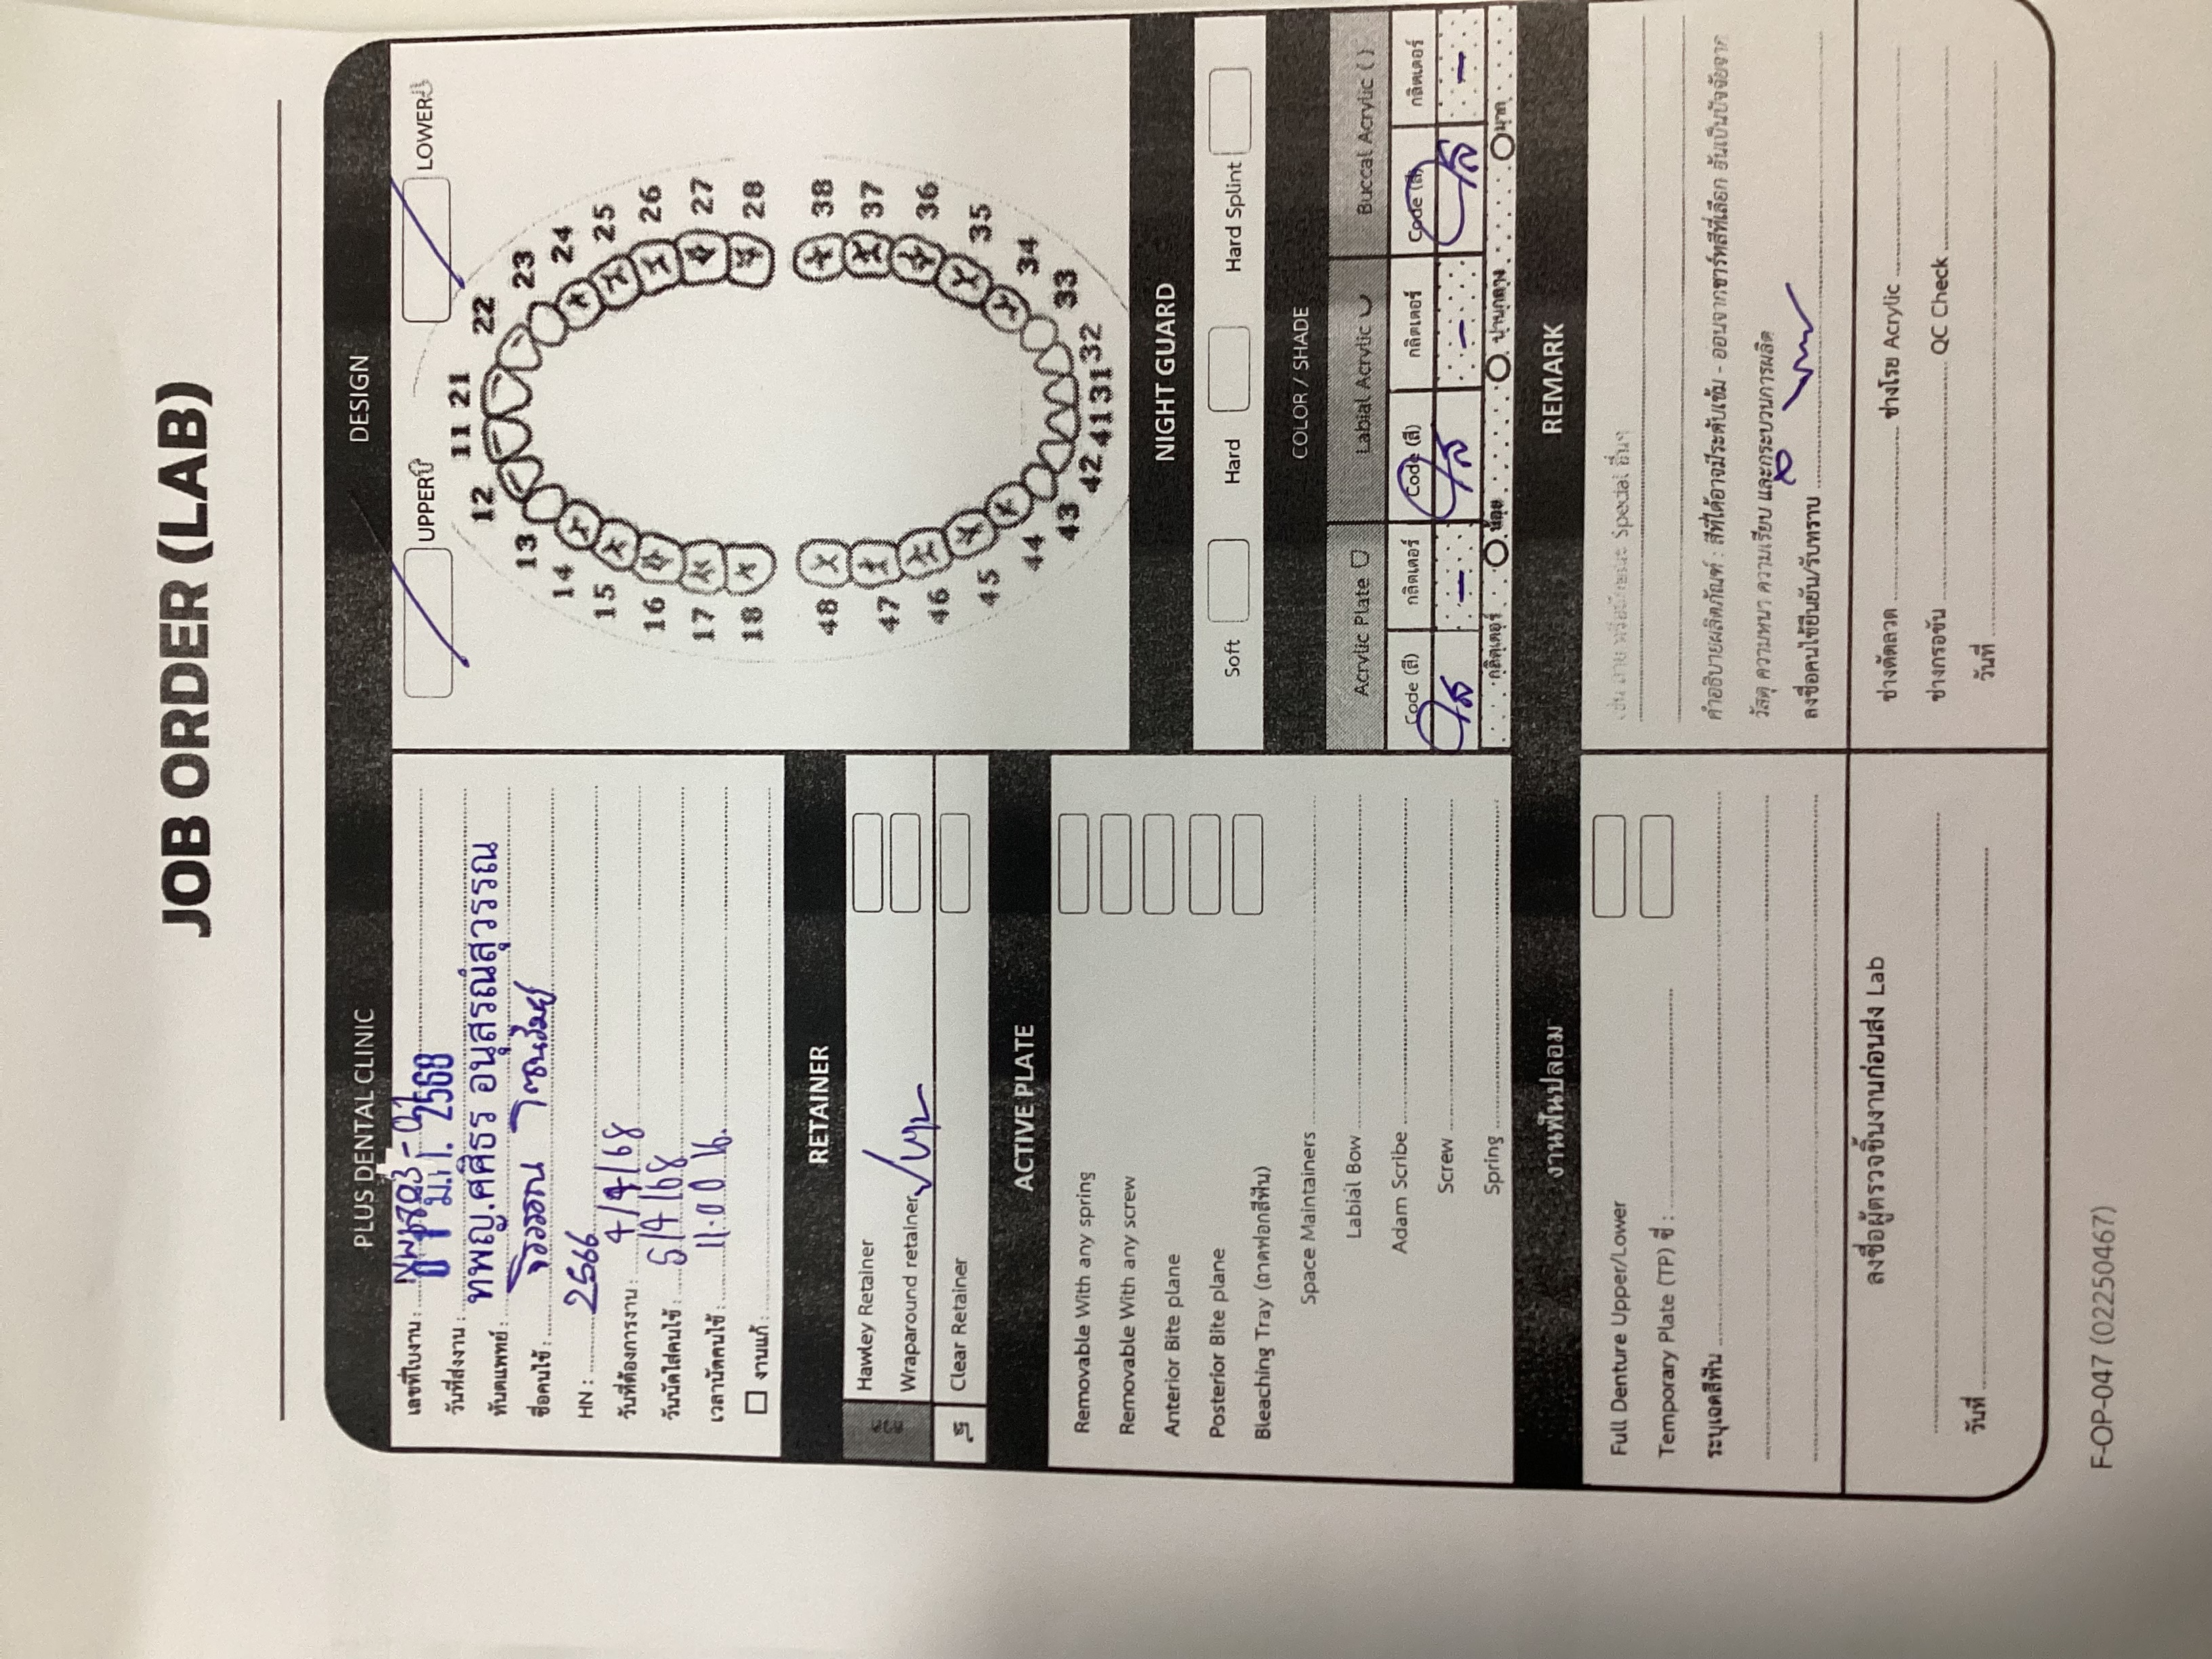 JOB ORDER (LAB)
PLUS DENTAL CLINIC
เลขที่ใบงาน :
วันที่ส่งงาน : 2568
ทันตแพทย์ : ทพญ.ศศิธร อนุสรณ์สุวรรณ
ชื่อคนไข้ : จิรวรรณ
HN : 2566
วันที่ต้องการงาน : 4/4/68
วันนัดใส่คนไข้ : 5/4/68
เวลานัดคนไข้ : 11.00 น.
งานแก้ :
RETAINER
ลวด
Hawley Retainer
Wraparound retainer
ใส
Clear Retainer
ACTIVE PLATE
Removable With any spring
Removable With any screw
Anterior Bite plane
Posterior Bite plane
Bleaching Tray (ถาดฟอกสีฟัน)
Space Maintainers
Labial Bow
Adam Scribe
Screw
Spring
งานฟันปลอม
Full Denture Upper/Lower
Temporary Plate (TP) ซี่ :
ระบุเฉดสีฟัน
ลงชื่อผู้ตรวจชิ้นงานก่อนส่ง Lab
วันที่
DESIGN
UPPER LOWER
11 21
12 22
13 23
14 24
15 25
16 26
17 27
18 28
48 38
47 37
46 36
45 35
44 34
43 33
42 41 31 32
NIGHT GUARD
Soft Hard Hard Splint
COLOR / SHADE
Acrylic Plate Labial Acrylic Buccal Acrylic ( )
Code (สี) กลิตเตอร์ Code (สี) กลิตเตอร์ Code (สี) กลิตเตอร์
ใส - ใส - ใส -
กลิตเตอร์ น้อย ปานกลาง มาก
REMARK
เช่น ลาย หรือลักษณะ Special อื่นๆ
คำอธิบายผลิตภัณฑ์ : สีที่ได้อาจมีระดับเข้ม - ออนจากชาร์ทสีที่เลือก อันเป็นปัจจัยจาก
วัสดุ ความหนา ความเรียบ และกระบวนการผลิต
ลงชื่อคนไข้ยืนยัน/รับทราบ
ช่างดัดลวด ช่างโรย Acrylic
ช่างกรอขัน QC Check
วันที่
F-OP-047 (02250467)